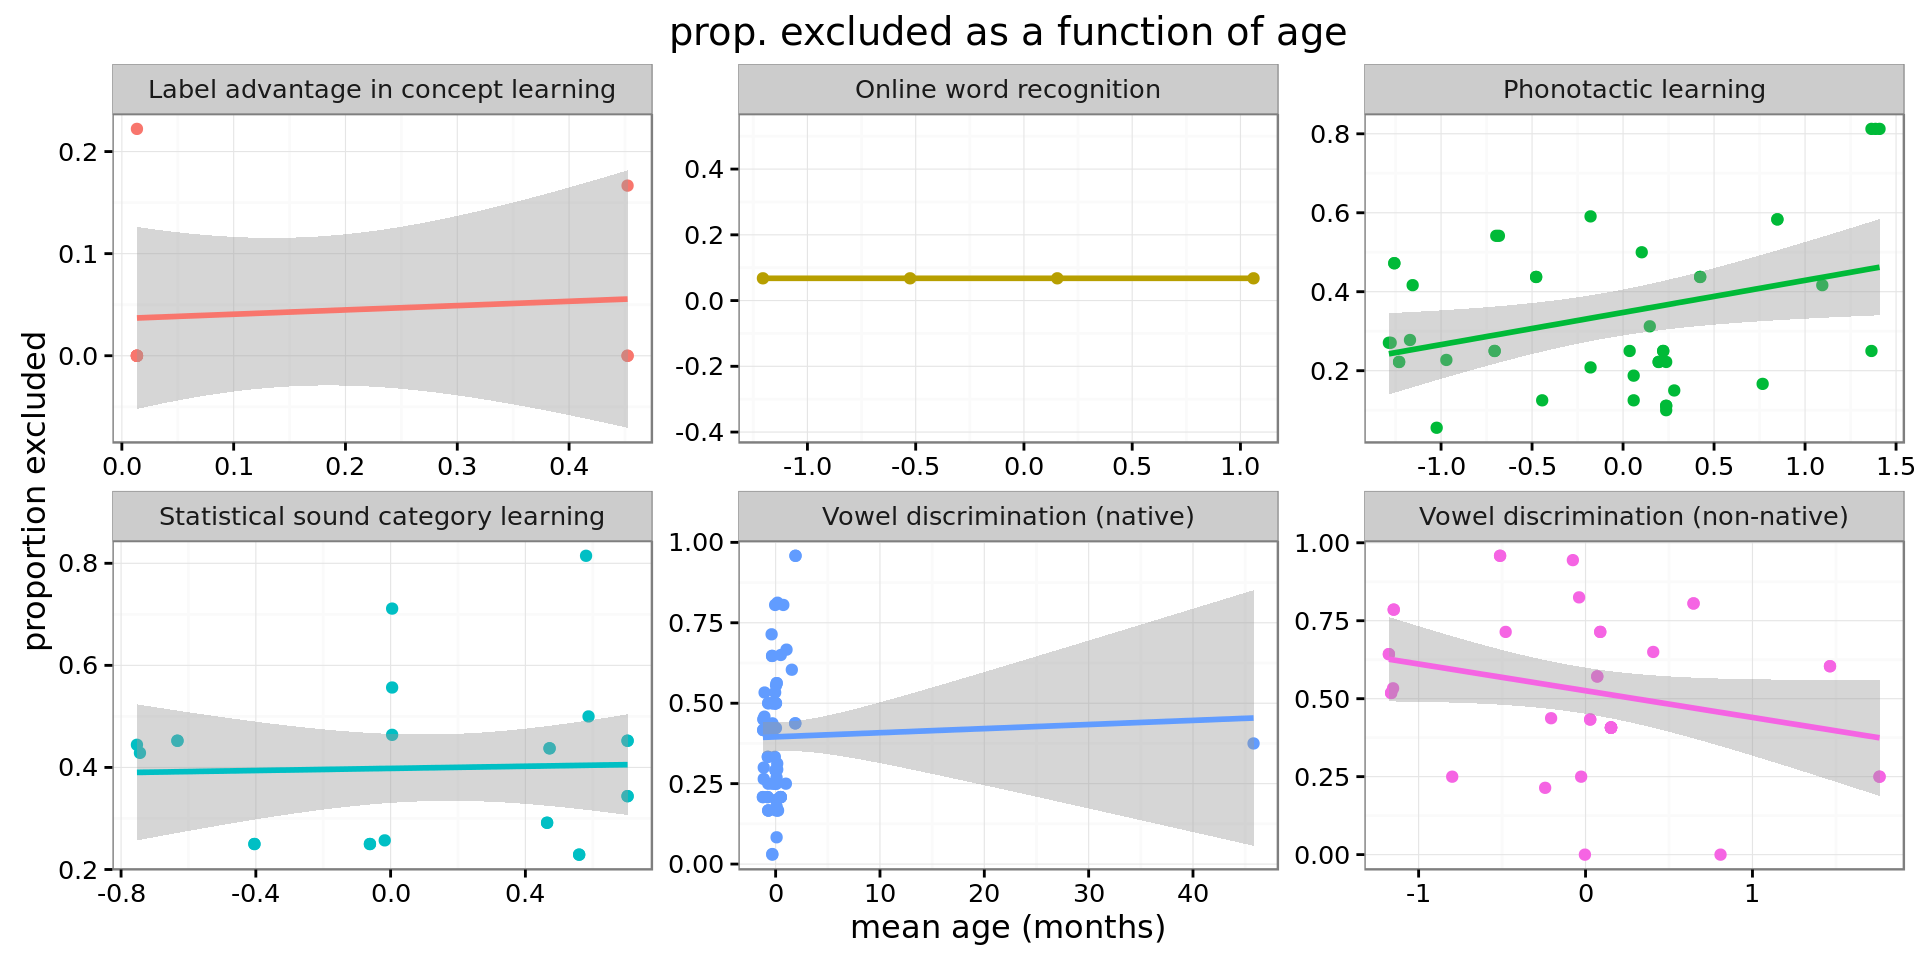 prop. excluded as a function of age
Label advantage in concept learning
Online word recognition
Phonotactic learning
0.2
0.1
0.0
0.0 0.1 0.2 0.3 0.4
0.4
0.2
0.0
-0.2
-0.4
-1.0 -0.5 0.0 0.5 1.0
0.8
0.6
0.4
0.2
-1.0 -0.5 0.0 0.5 1.0 1.5
proportion excluded
Statistical sound category learning
Vowel discrimination (native)
Vowel discrimination (non-native)
0.8
0.6
0.4
0.2
-0.8 -0.4 0.0 0.4
1.00
0.75
0.50
0.25
0.00
0 10 20 30 40
1.00
0.75
0.50
0.25
0.00
-1 0 1
mean age (months)